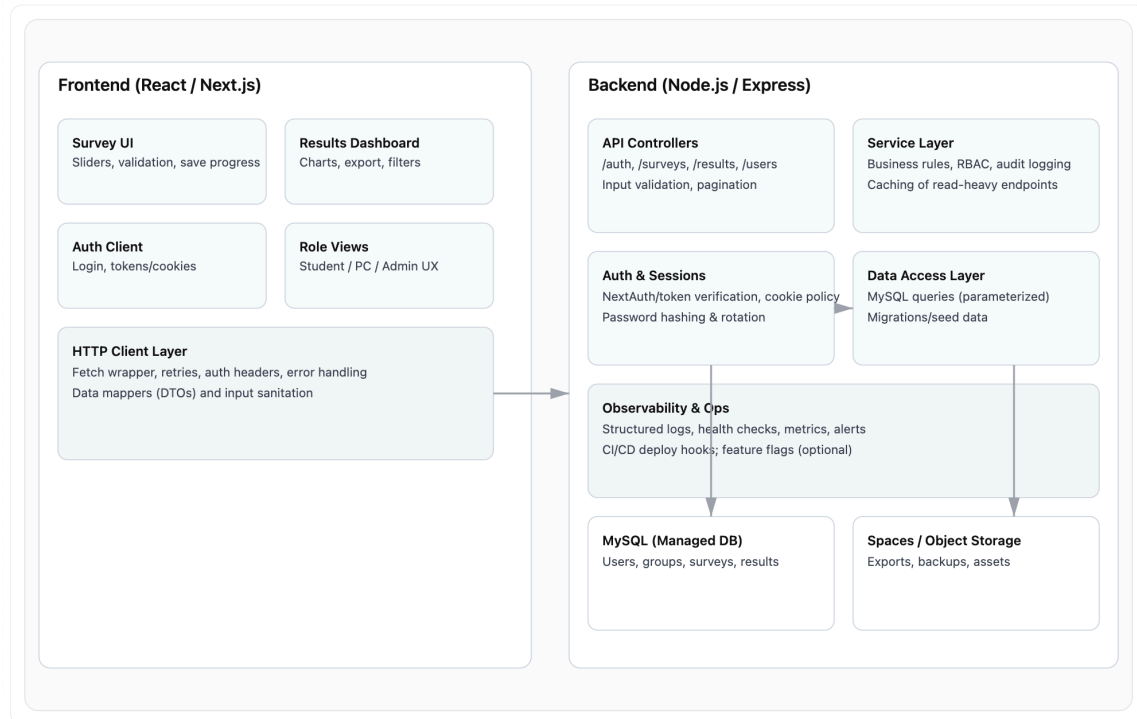 Frontend (React / Next.js)
Survey UI
Sliders, validation, save progress
Results Dashboard
Charts, export, filters
Auth Client
Login, tokens/cookies
Role Views
Student / PC / Admin UX
HTTP Client Layer
Fetch wrapper, retries, auth headers, error handling
Data mappers (DTOs) and input sanitation
Backend (Node.js / Express)
API Controllers
/auth, /surveys, /results, /users
Input validation, pagination
Service Layer
Business rules, RBAC, audit logging
Caching of read-heavy endpoints
Auth & Sessions
NextAuth/token verification, cookie policy
Password hashing & rotation
Data Access Layer
MySQL queries (parameterized)
Migrations/seed data
Observability & Ops
Structured logs, health checks, metrics, alerts
CI/CD deploy hooks; feature flags (optional)
MySQL (Managed DB)
Users, groups, surveys, results
Spaces / Object Storage
Exports, backups, assets